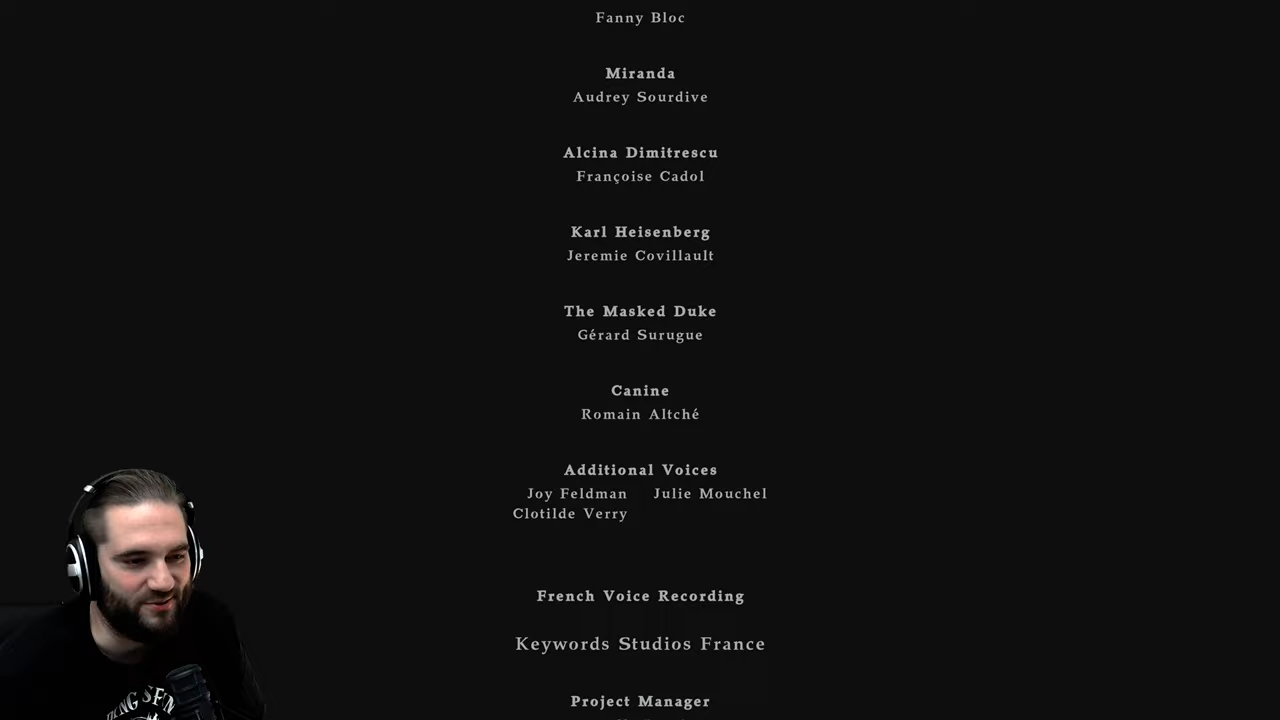 Fanny Bloc
Miranda
Audrey Sourdive
Alcina Dimitrescu
Françoise Cadol
Karl Heisenberg
Jeremie Covillault
The Masked Duke
Gérard Surugue
Canine
Romain Altché
Additional Voices
Joy Feldman Julie Mouchel
Clotilde Verry
French Voice Recording
Keywords Studios France
Project Manager